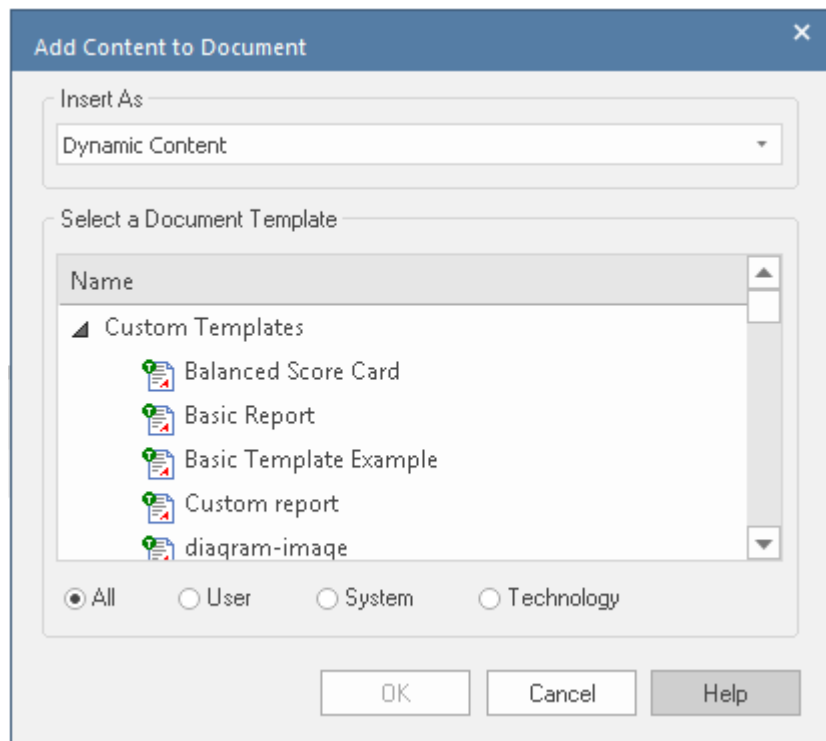 Add Content to Document
Insert As
Dynamic Content
Select a Document Template
Name
Custom Templates
Balanced Score Card
Basic Report
Basic Template Example
Custom report
diagram-image
All User System Technology
OK Cancel Help